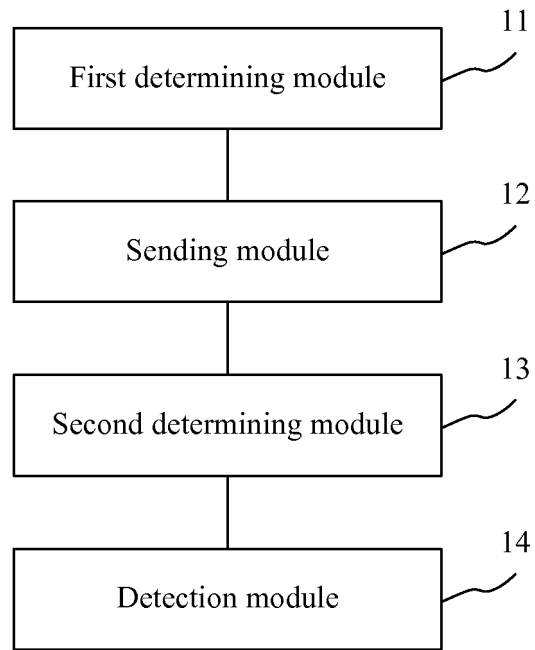 11
First determining module
12
Sending module
13
Second determining module
14
Detection module